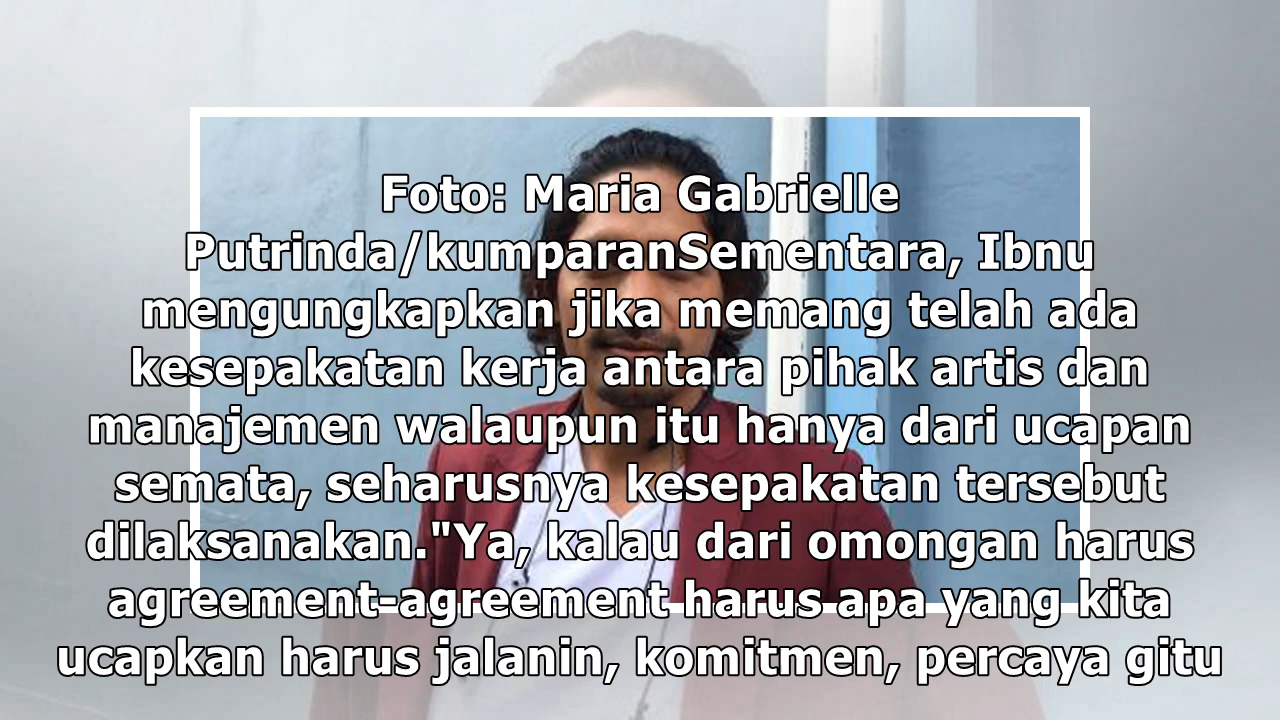 Foto: Maria Gabrielle
Putrinda/kumparanSementara, Ibnu
mengungkapkan jika memang telah ada
kesepakatan kerja antara pihak artis dan
manajemen walaupun itu hanya dari ucapan
semata, seharusnya kesepakatan tersebut
dilaksanakan."Ya, kalau dari omongan harus
agreement-agreement harus apa yang kita
ucapkan harus jalanin, komitmen, percaya gitu